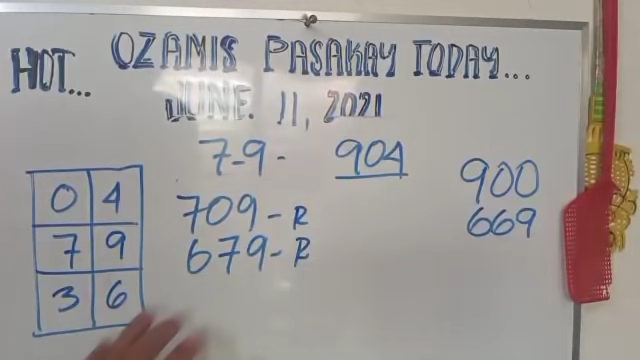 HOT... OZAMIS PASAKAY TODAY...
JUNE. 11, 2021
7-9- 904
900
709-R
669
679-R
0 4
7 9
3 6